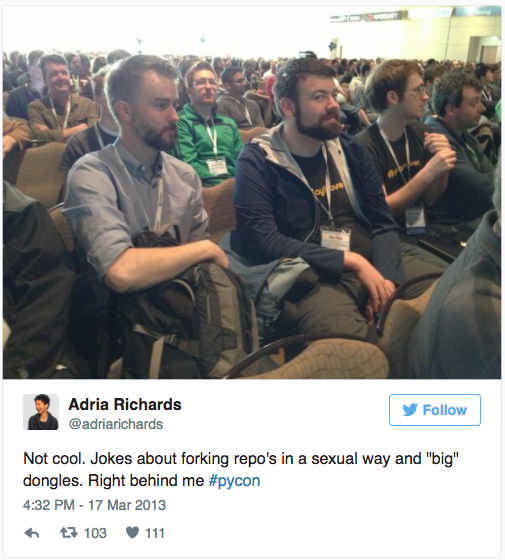 Adria Richards
@adriarichards
Follow
Not cool. Jokes about forking repo's in a sexual way and "big"
dongles. Right behind me #pycon
4:32 PM - 17 Mar 2013
103 111